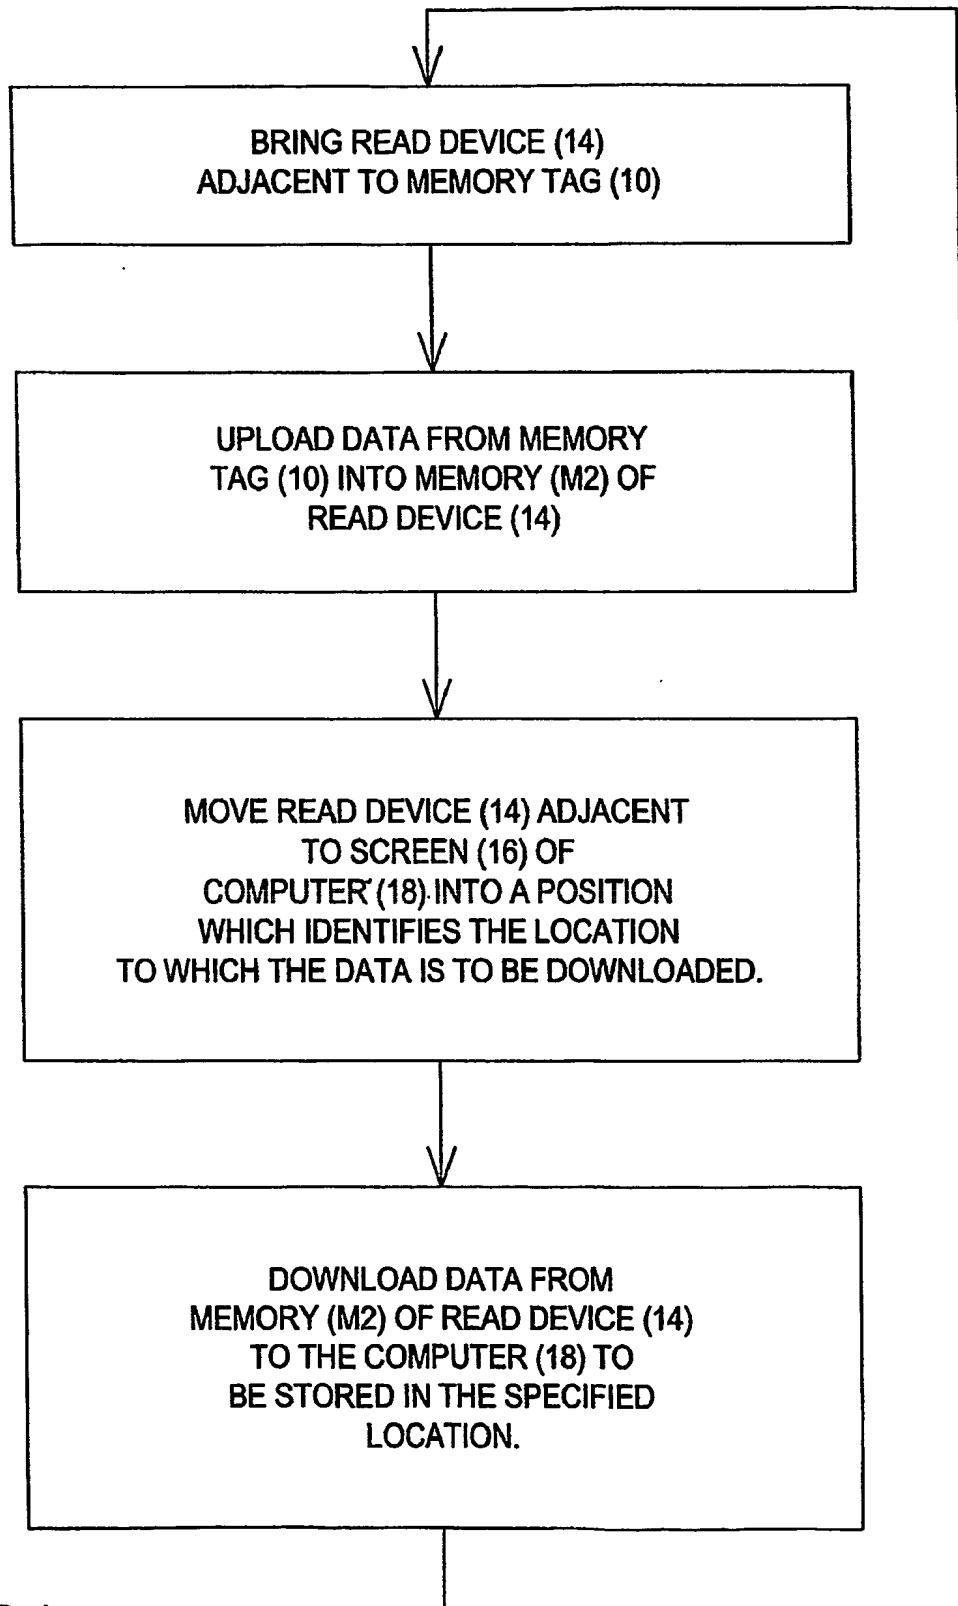 BRING READ DEVICE (14)
ADJACENT TO MEMORY TAG (10)
UPLOAD DATA FROM MEMORY
TAG (10) INTO MEMORY (M2) OF
READ DEVICE (14)
MOVE READ DEVICE (14) ADJACENT
TO SCREEN (16) OF
COMPUTER (18) INTO A POSITION
WHICH IDENTIFIES THE LOCATION
TO WHICH THE DATA IS TO BE DOWNLOADED.
DOWNLOAD DATA FROM
MEMORY (M2) OF READ DEVICE (14)
TO THE COMPUTER (18) TO
BE STORED IN THE SPECIFIED
LOCATION.